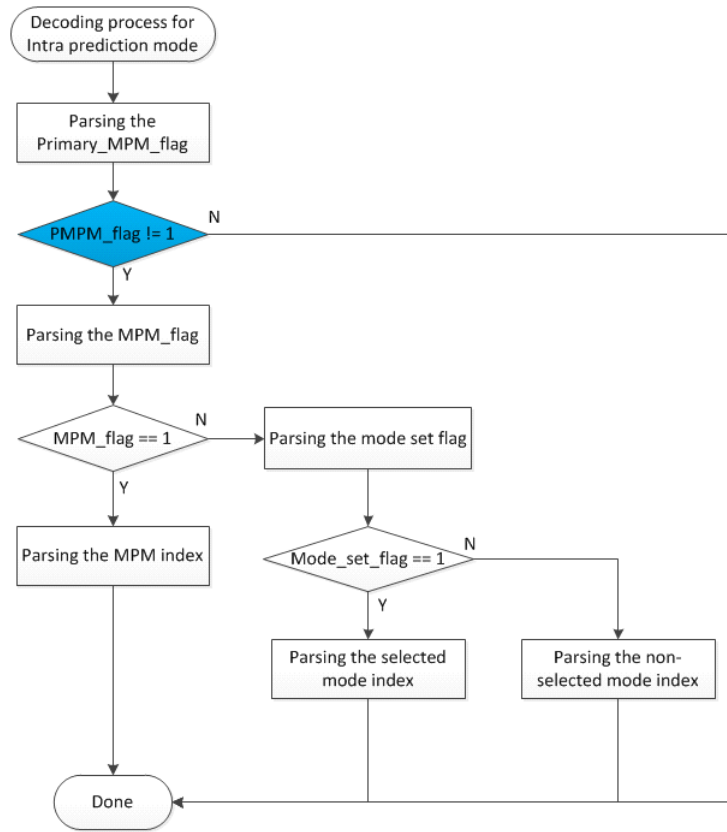 Decoding process for
Intra prediction mode
Parsing the
Primary_MPM_flag
PMPM_flag != 1
N
Y
Parsing the MPM_flag
MPM_flag == 1
N
Y
Parsing the mode set flag
Parsing the MPM index
Mode_set_flag == 1
N
Y
Parsing the selected
mode index
Parsing the non-
selected mode index
Done